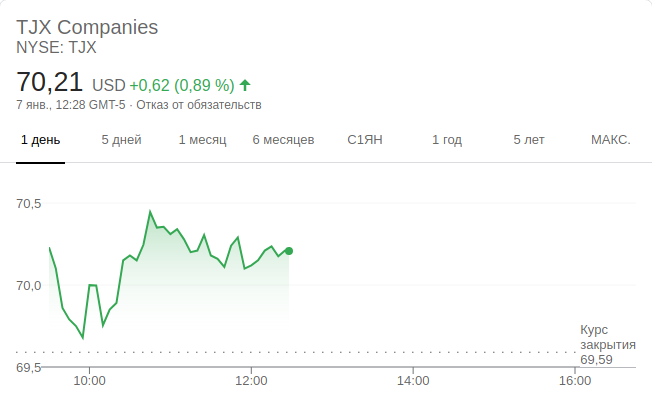 TJX Companies
NYSE: TJX
70,21 USD +0,62 (0,89 %)
7 янв., 12:28 GMT-5 · Отказ от обязательств
1 день 5 дней 1 месяц 6 месяцев С1ЯН 1 год 5 лет МАКС.
70,5
70,0
Курс
закрытия
69,59
69,5
10:00 12:00 14:00 16:00